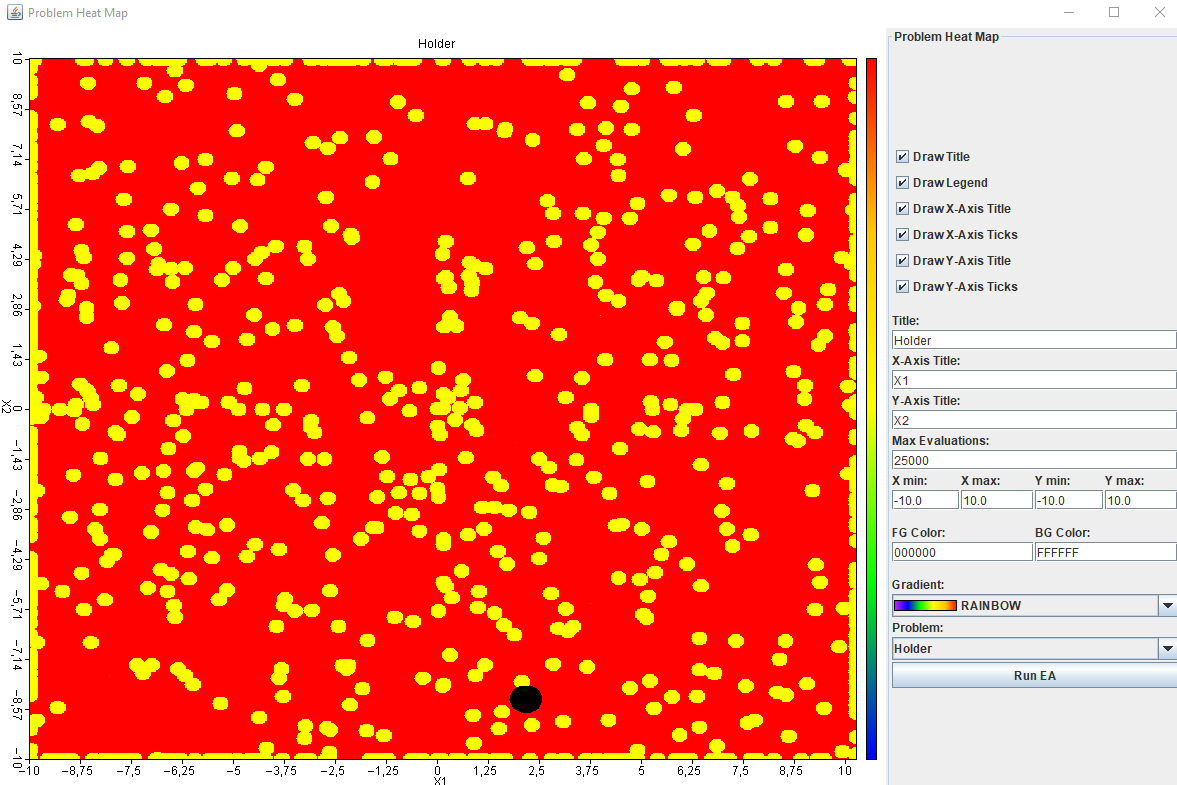 Problem Heat Map
Holder
10
8,57
7,14
5,71
4,29
2,86
1,43
0
−1,43
−2,86
−4,29
−5,71
−7,14
−8,57
−10
X2
−10 −8,75 −7,5 −6,25 −5 −2,5 −1,25 0 1,25 2,5 3,75 5 6,25 7,5 8,75 10
X1
Problem Heat Map
Draw Title
Draw Legend
Draw X-Axis Title
Draw X-Axis Ticks
Draw Y-Axis Title
Draw Y-Axis Ticks
Title:
Holder
X-Axis Title:
X1
Y-Axis Title:
X2
Max Evaluations:
25000
X min: X max: Y min: Y max:
-10.0 10.0 -10.0 10.0
FG Color: BG Color:
000000 FFFFFF
Gradient:
RAINBOW
Problem:
Holder
Run EA